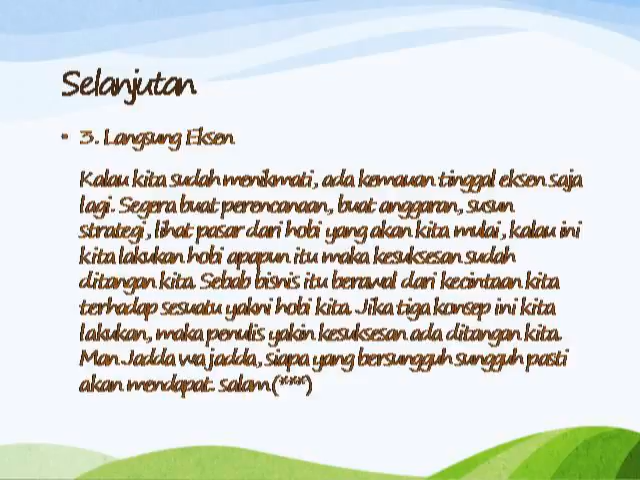 Selanjutan
• 3. Langsung Eksen
Kalau kita sudah menikmati, ada kemauan tinggal eksen saja
lagi. Segera buat perencanaan, buat anggaran, susun
strategi, lihat pasar dari hobi yang akan kita mulai, kalau ini
kita lakukan hobi apapun itu maka kesuksesan sudah
ditangan kita. Sebab bisnis itu berawal dari kecintaan kita
terhadap sesuatu yakni hobi kita. Jika tiga konsep ini kita
lakukan, maka penulis yakin kesuksesan ada ditangan kita.
Man Jadda wa jadda, siapa yang bersungguh sungguh pasti
akan mendapat. salam (***)